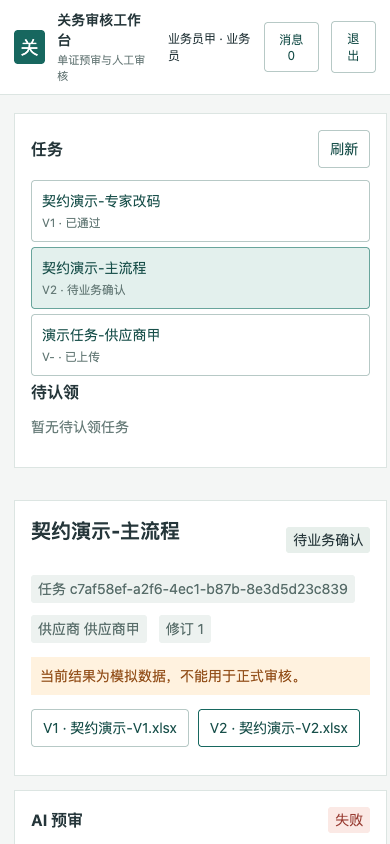 关
关务审核工作
台
单证预审与人工审
核
业务员甲 · 业务
员
消息
0
退
出
任务
刷新
契约演示-专家改码
V1 · 已通过
契约演示-主流程
V2 · 待业务确认
演示任务-供应商甲
V- · 已上传
待认领
暂无待认领任务
契约演示-主流程
待业务确认
任务 c7af58ef-a2f6-4ec1-b87b-8e3d5d23c839
供应商 供应商甲
修订 1
当前结果为模拟数据，不能用于正式审核。
V1 · 契约演示-V1.xlsx
V2 · 契约演示-V2.xlsx
AI 预审
失败